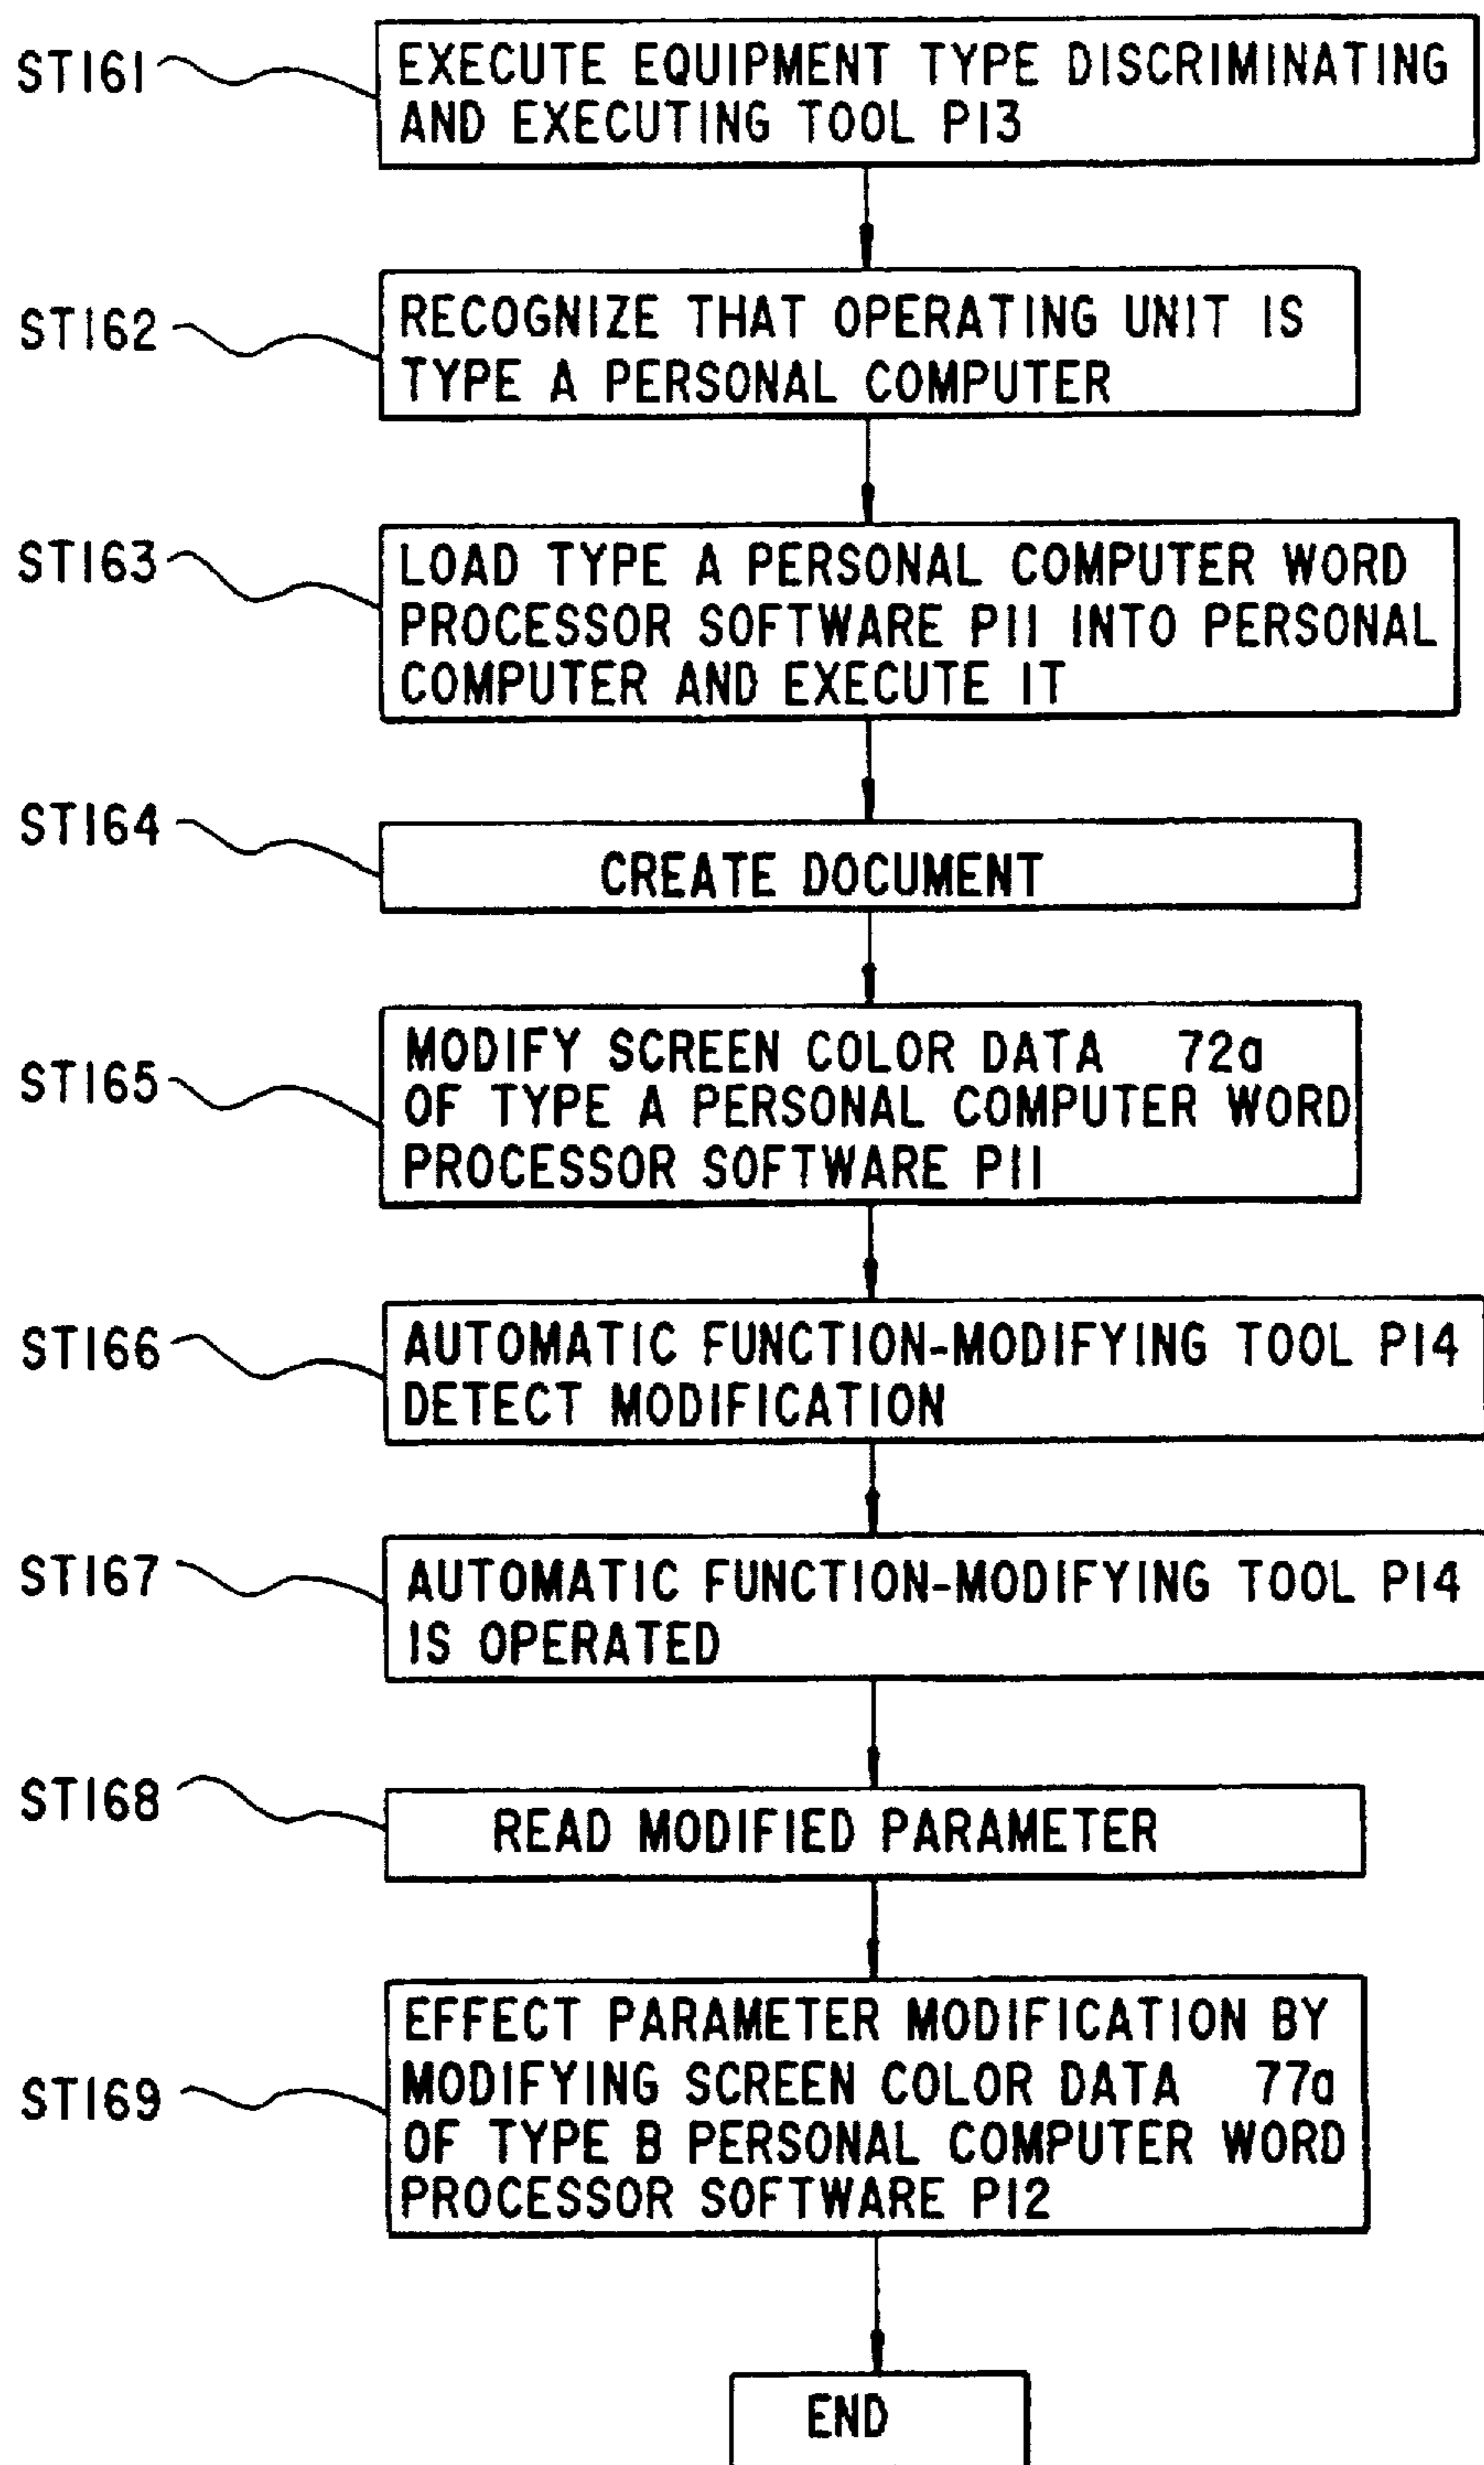 ST161
EXECUTE EQUIPMENT TYPE DISCRIMINATING
AND EXECUTING TOOL P13
ST162
RECOGNIZE THAT OPERATING UNIT IS
TYPE A PERSONAL COMPUTER
ST163
LOAD TYPE A PERSONAL COMPUTER WORD
PROCESSOR SOFTWARE P11 INTO PERSONAL
COMPUTER AND EXECUTE IT
ST164
CREATE DOCUMENT
ST165
MODIFY SCREEN COLOR DATA 72a
OF TYPE A PERSONAL COMPUTER WORD
PROCESSOR SOFTWARE P11
ST166
AUTOMATIC FUNCTION-MODIFYING TOOL P14
DETECT MODIFICATION
ST167
AUTOMATIC FUNCTION-MODIFYING TOOL P14
IS OPERATED
ST168
READ MODIFIED PARAMETER
ST169
EFFECT PARAMETER MODIFICATION BY
MODIFYING SCREEN COLOR DATA 77a
OF TYPE B PERSONAL COMPUTER WORD
PROCESSOR SOFTWARE P12
END